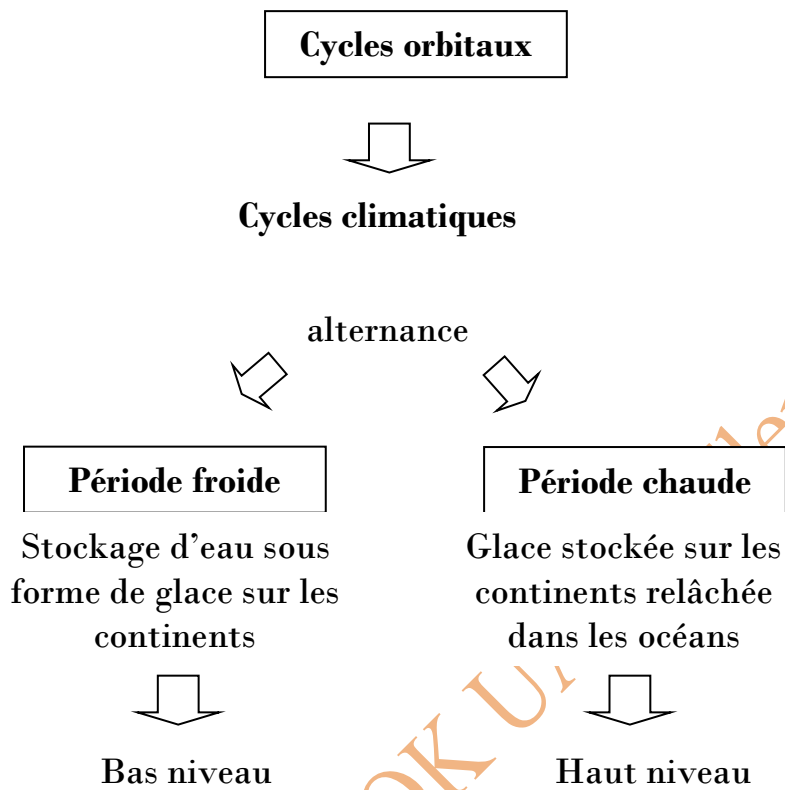 Cycles orbitaux
Cycles climatiques
alternance
Période froide
Période chaude
Stockage d'eau sous
forme de glace sur les
continents
Glace stockée sur les
continents relâchée
dans les océans
Bas niveau
Haut niveau